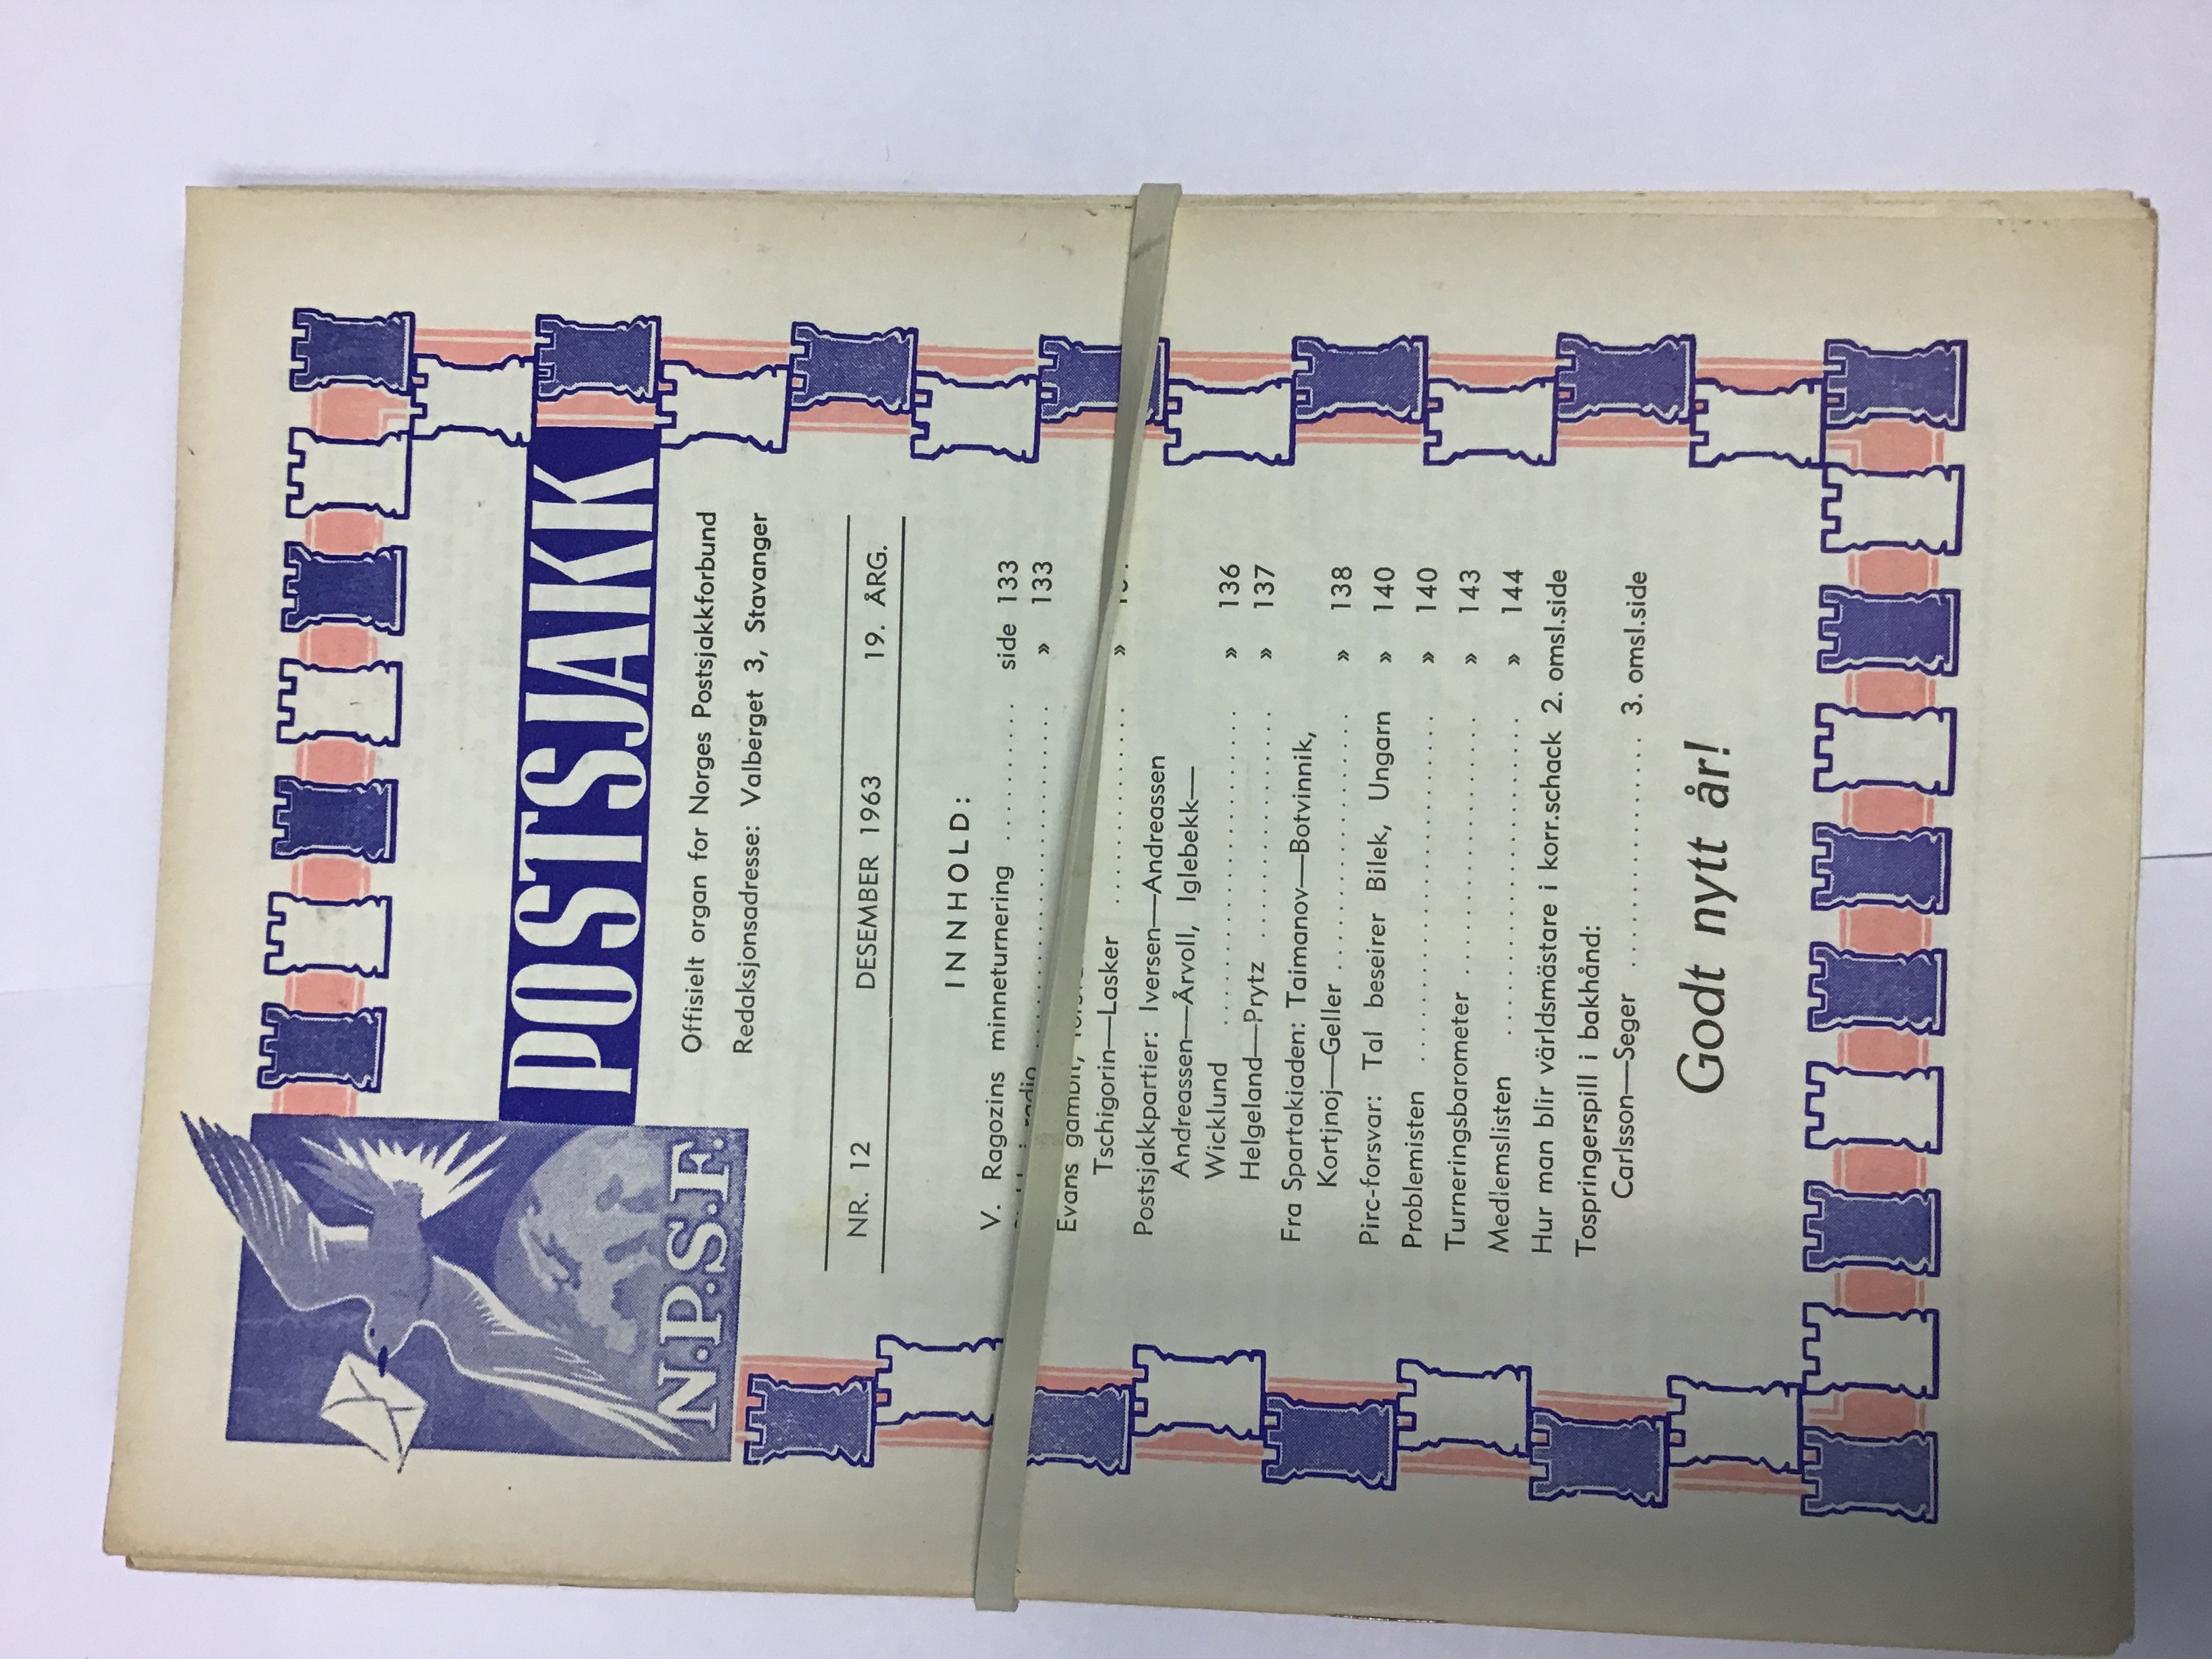 N.P.S.F.
POSTSJAKK
Offisielt organ for Norges Postsjakkforbund
Redaksjonsadresse: Valberget 3, Stavanger
NR. 12 DESEMBER 1963 19. ÅRG.
INNHOLD:
V. Ragozins minneturnering .......... side 133
» 133
Evans gambit,
Tschigorin—Lasker .............. »
Postsjakkpartier: Iversen—Andreassen
Andreassen—Årvoll, Iglebekk—
Wicklund ...................... » 136
Helgeland—Prytz ................ » 137
Fra Spartakiaden: Taimanov—Botvinnik,
Kortjnoj—Geller .................. » 138
Pirc-forsvar: Tal beseirer Bilek, Ungarn » 140
Problemisten ........................ » 140
Turneringsbarometer ................ » 143
Medlemslisten ...................... » 144
Hur man blir världsmästare i korr.schack 2. omsl.side
Tospringerspill i bakhånd:
Carlsson—Seger ................ 3. omsl.side
Godt nytt år!